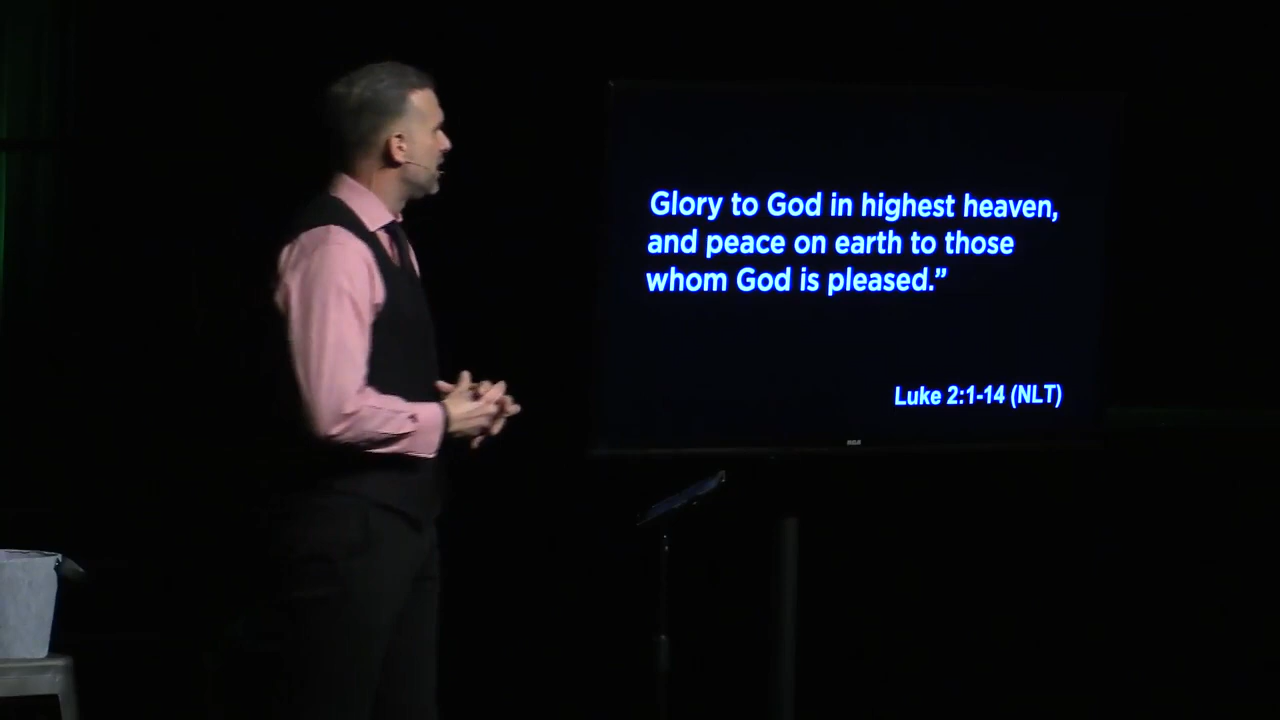 Glory to God in highest heaven,
and peace on earth to those
whom God is pleased.”
Luke 2:1-14 (NLT)
RCA